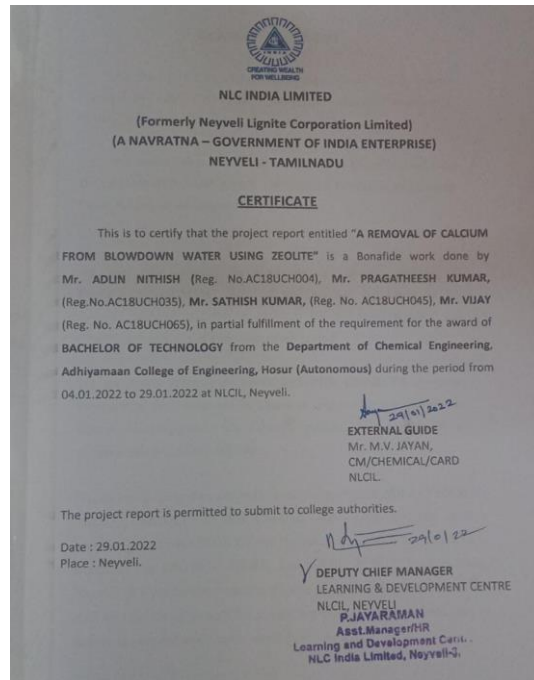 CREATING WEALTH
FOR WELLBEING
NLC INDIA LIMITED
(Formerly Neyveli Lignite Corporation Limited)
(A NAVRATNA – GOVERNMENT OF INDIA ENTERPRISE)
NEYVELI - TAMILNADU
CERTIFICATE
This is to certify that the project report entitled "A REMOVAL OF CALCIUM
FROM BLOWDOWN WATER USING ZEOLITE" is a Bonafide work done by
Mr. ADLIN NITHISH (Reg. No.AC18UCH004), Mr. PRAGATHEESH KUMAR,
(Reg.No.AC18UCH035), Mr. SATHISH KUMAR, (Reg. No. AC18UCH045), Mr. VIJAY
(Reg. No. AC18UCH065), in partial fulfillment of the requirement for the award of
BACHELOR OF TECHNOLOGY from the Department of Chemical Engineering,
Adhiyamaan College of Engineering, Hosur (Autonomous) during the period from
04.01.2022 to 29.01.2022 at NLCIL, Neyveli.
29/01/2022
EXTERNAL GUIDE
Mr. M.V. JAYAN,
CM/CHEMICAL/CARD
NLCIL.
The project report is permitted to submit to college authorities.
29/01/22
Date : 29.01.2022
Place : Neyveli.
DEPUTY CHIEF MANAGER
LEARNING & DEVELOPMENT CENTRE
NLCIL, NEYVELI
P.JAYARAMAN
Asst.Manager/HR
Learning and Development Cent..
NLC India Limited, Neyveli-3.